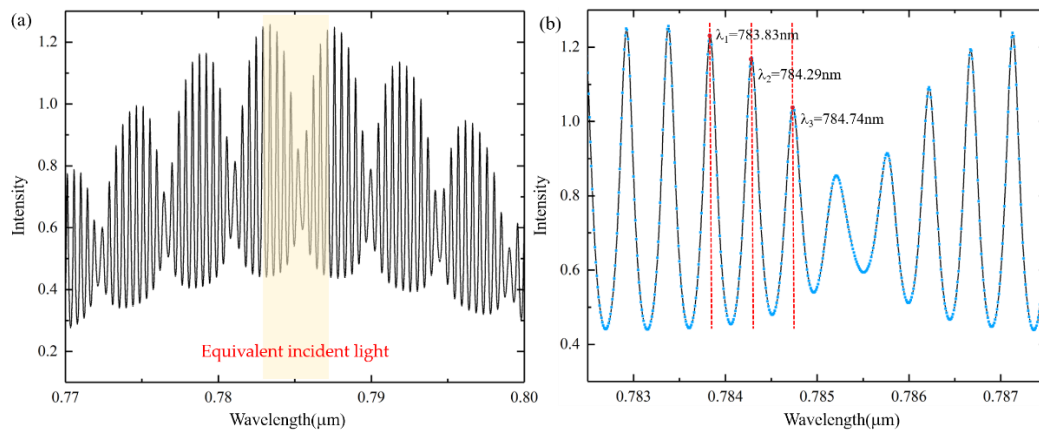 (a)
1.2
1.0
0.8
0.6
0.4
0.2
Intensity
Equivalent incident light
0.77
0.78
0.79
0.80
Wavelength(μm)
(b)
1.2
1.0
0.8
0.6
0.4
Intensity
λ1=783.83nm
λ2=784.29nm
λ3=784.74nm
0.783
0.784
0.785
0.786
0.787
Wavelength(μm)